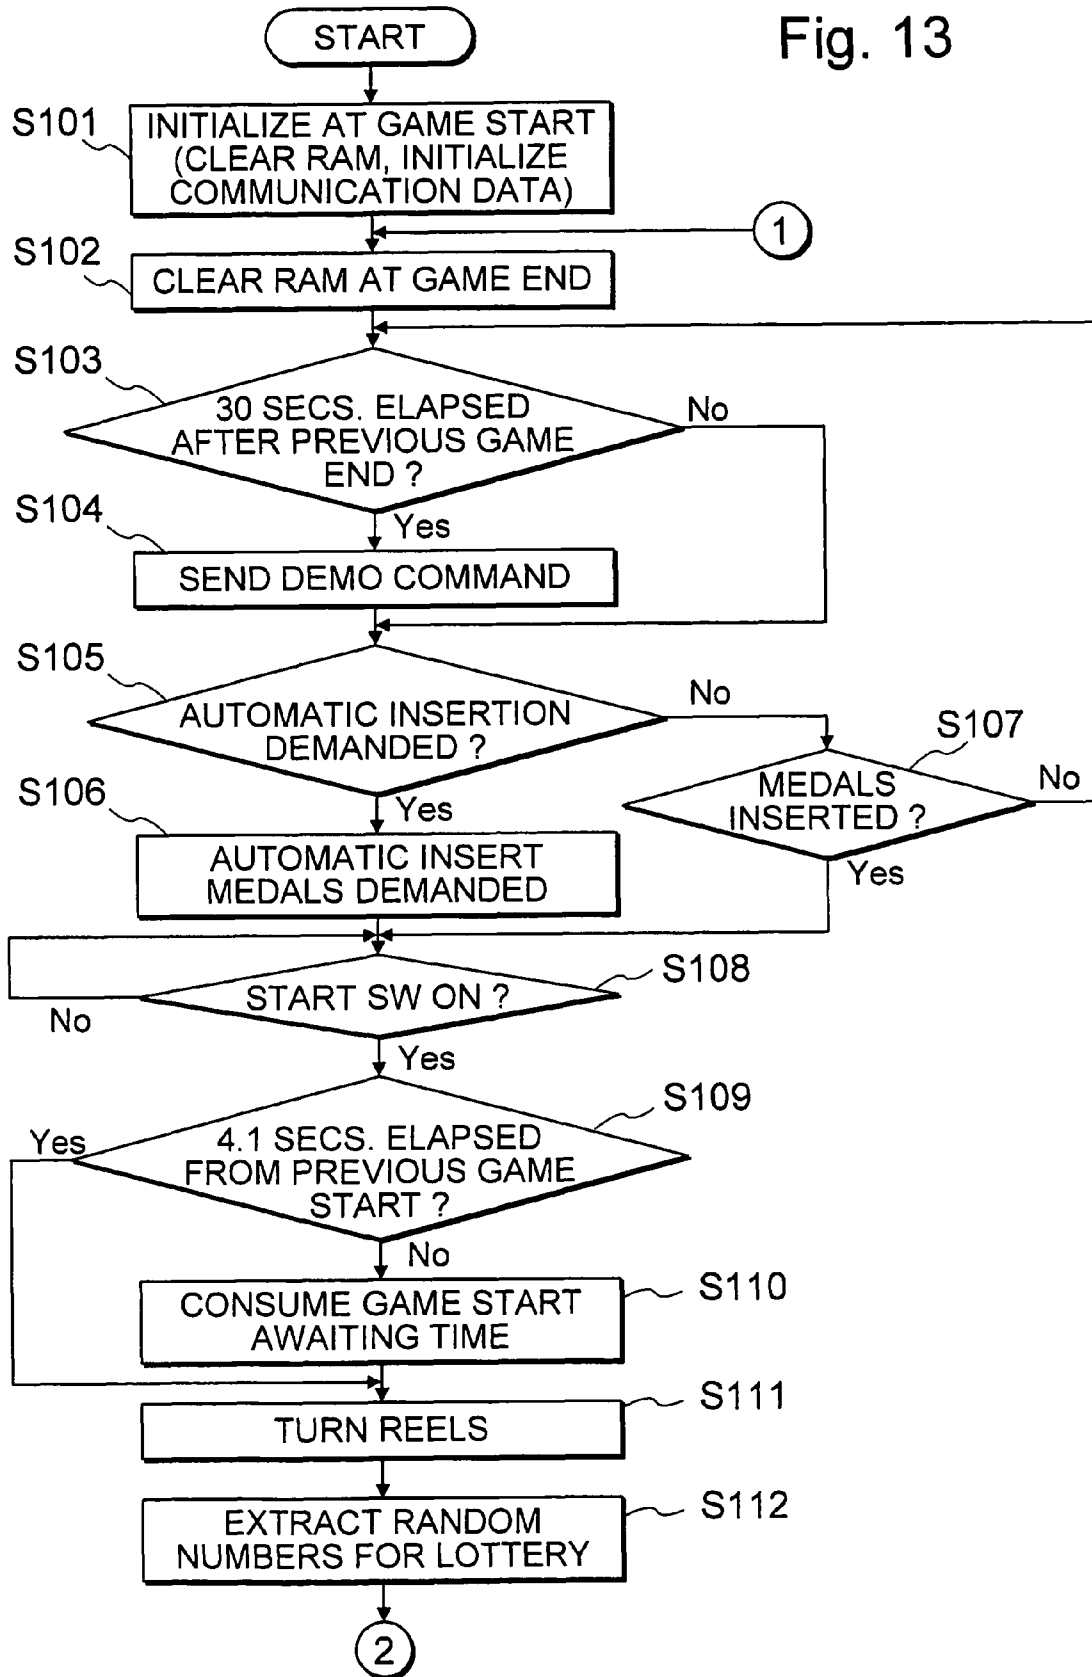 START
Fig. 13
S101
INITIALIZE AT GAME START
(CLEAR RAM, INITIALIZE
COMMUNICATION DATA)
1
S102
CLEAR RAM AT GAME END
S103
30 SECS. ELAPSED
AFTER PREVIOUS GAME
END ?
No
Yes
S104
SEND DEMO COMMAND
S105
AUTOMATIC INSERTION
DEMANDED ?
No
Yes
S107
MEDALS
INSERTED ?
No
Yes
S106
AUTOMATIC INSERT
MEDALS DEMANDED
S108
START SW ON ?
No
Yes
S109
4.1 SECS. ELAPSED
FROM PREVIOUS GAME
START ?
Yes
No
S110
CONSUME GAME START
AWAITING TIME
S111
TURN REELS
S112
EXTRACT RANDOM
NUMBERS FOR LOTTERY
2